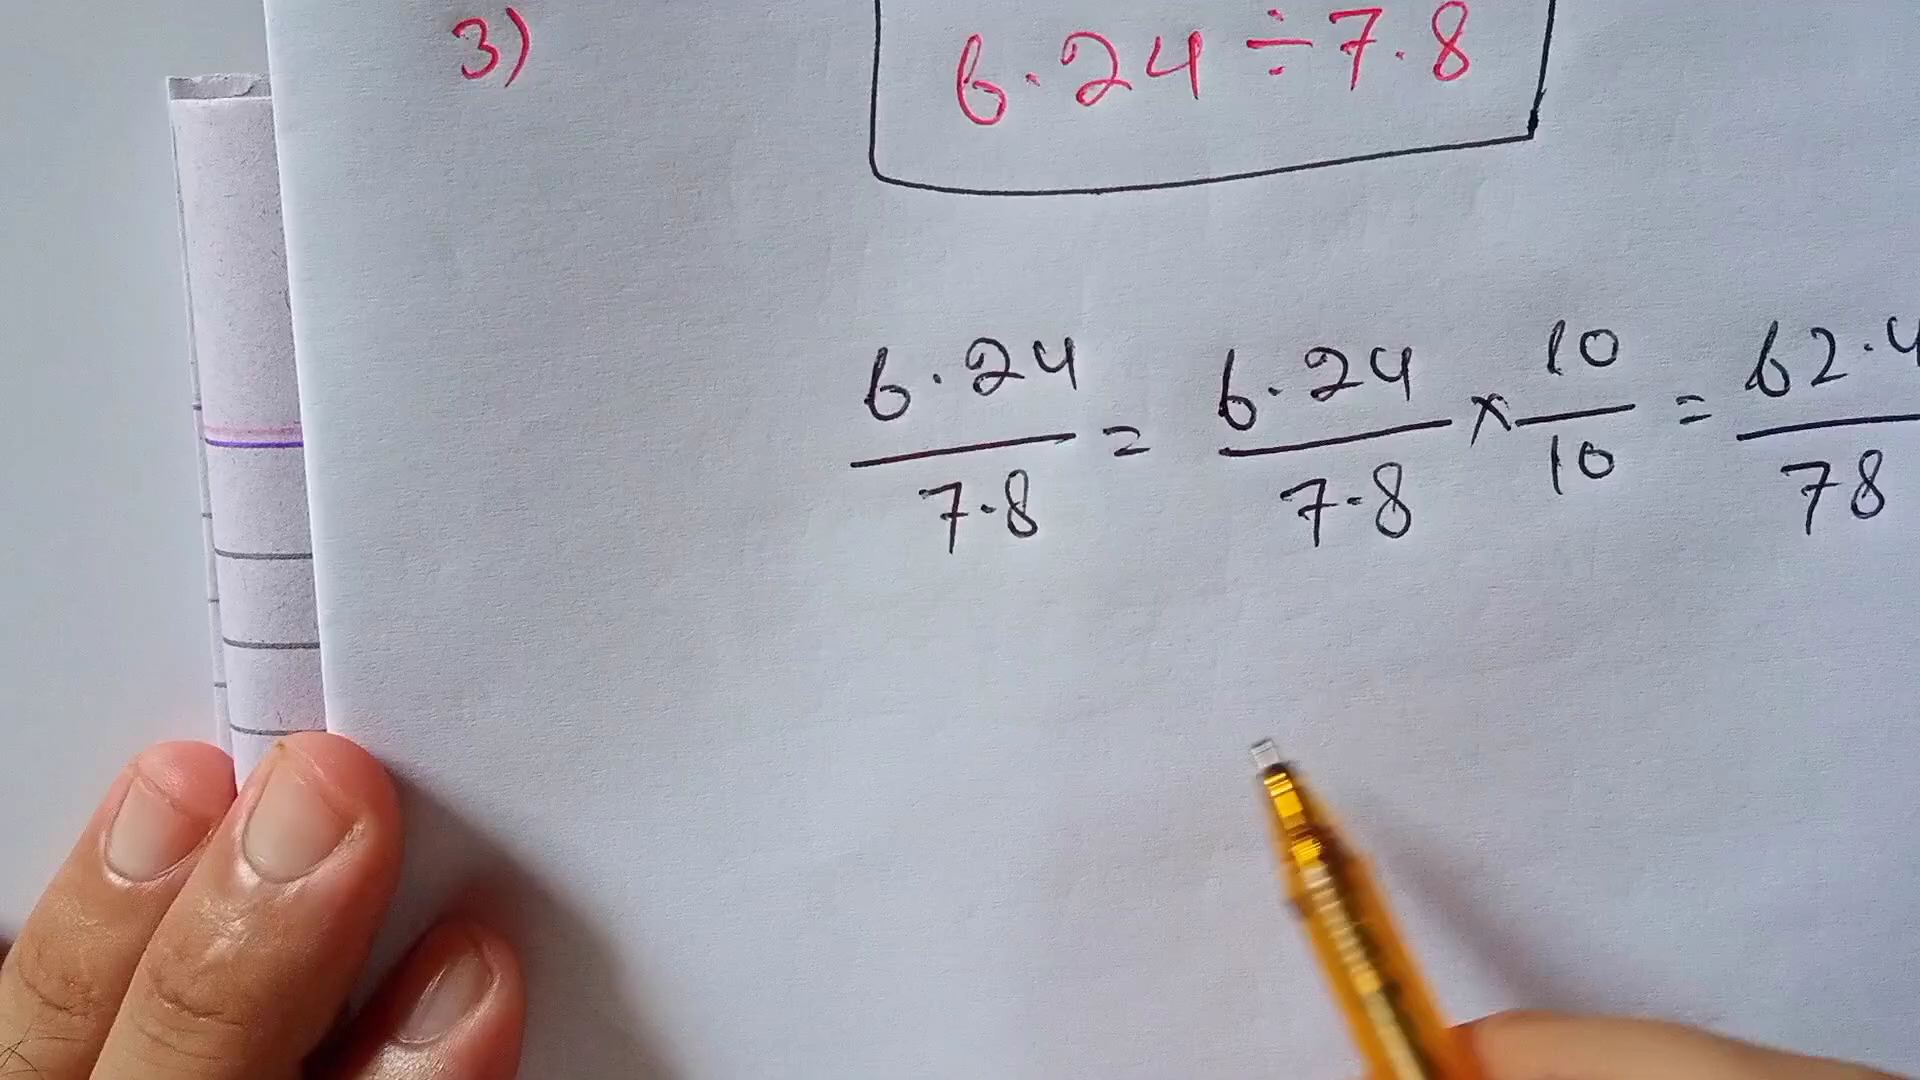 3) 6.24 ÷ 7.8
6.24/7.8 = 6.24/7.8 × 10/10 = 62.4/78